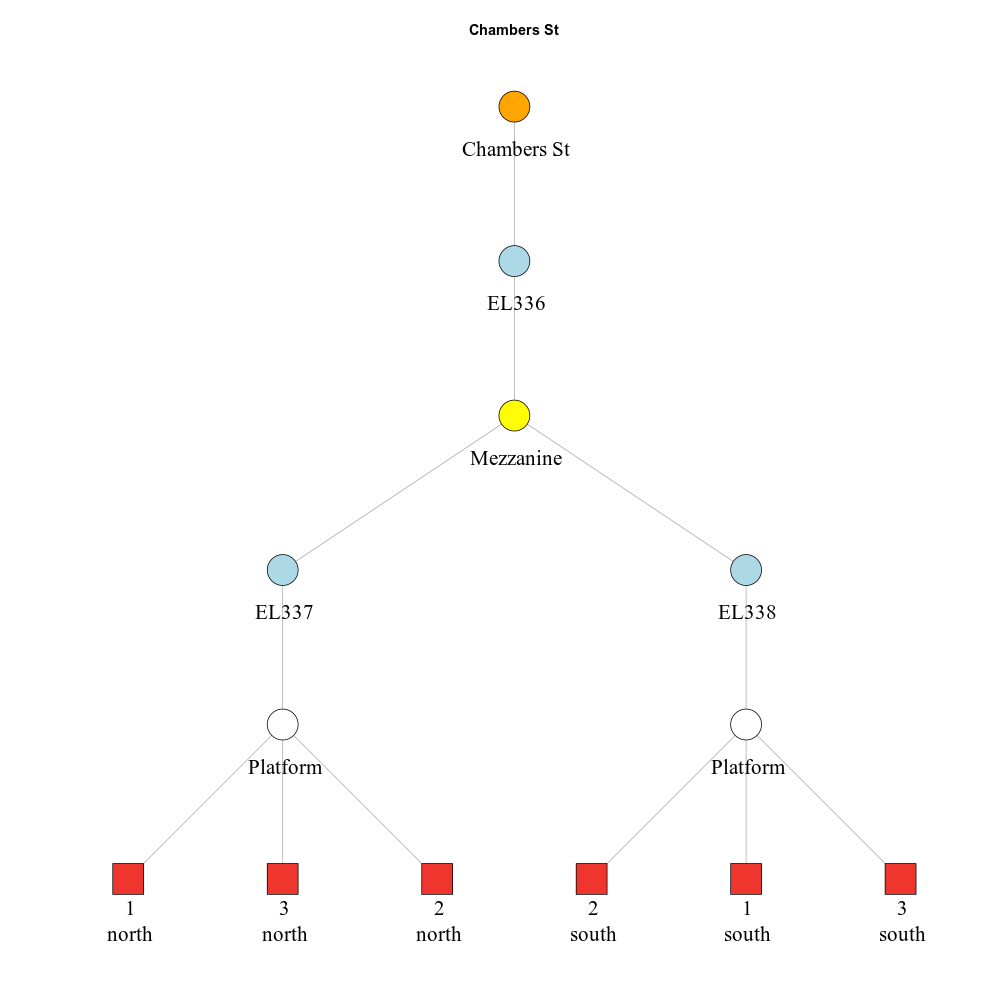 Chambers St
Chambers St
EL336
Mezzanine
EL337
EL338
Platform
Platform
1
north
3
north
2
north
2
south
1
south
3
south